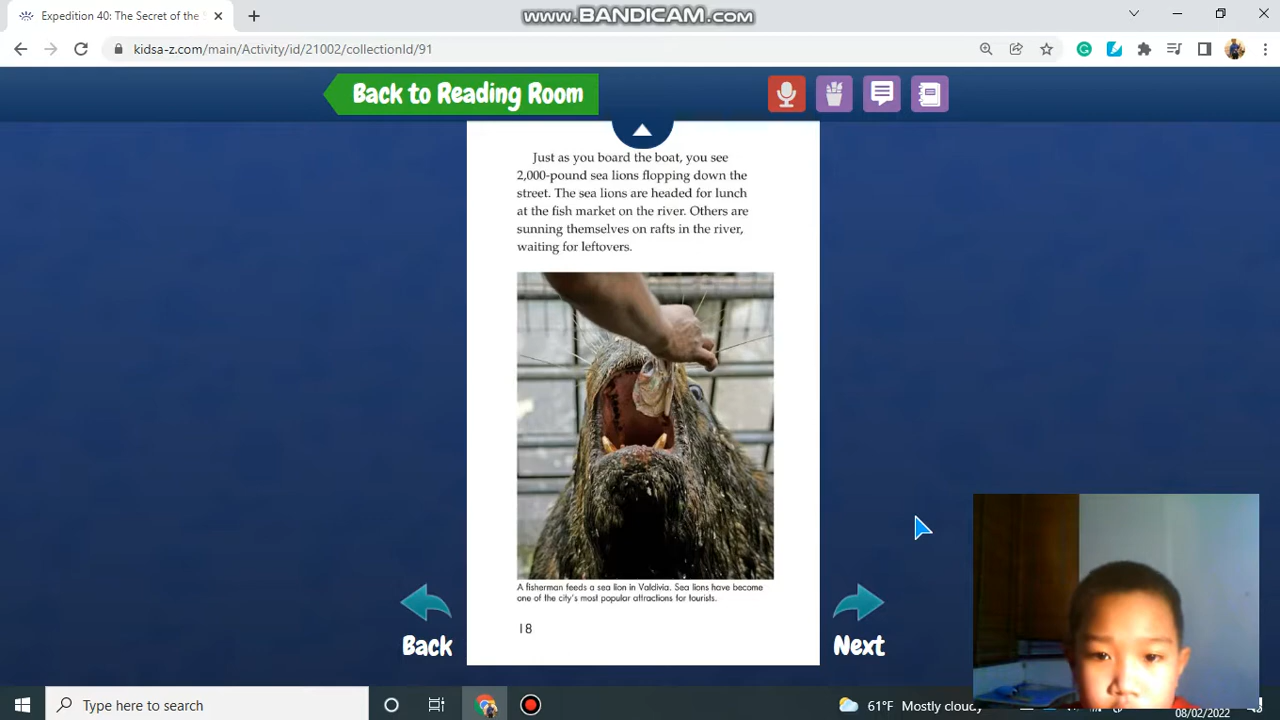 www.BANDICAM.com
Expedition 40: The Secret of the
kidsa-z.com/main/Activity/id/21002/collectionId/91
Back to Reading Room
Just as you board the boat, you see
2,000-pound sea lions flopping down the
street. The sea lions are headed for lunch
at the fish market on the river. Others are
sunning themselves on rafts in the river,
waiting for leftovers.
A fisherman feeds a sea lion in Valdivia. Sea lions have become
one of the city's most popular attractions for tourists.
18
Back
Next
Type here to search
61°F Mostly cloudy
08/02/2022